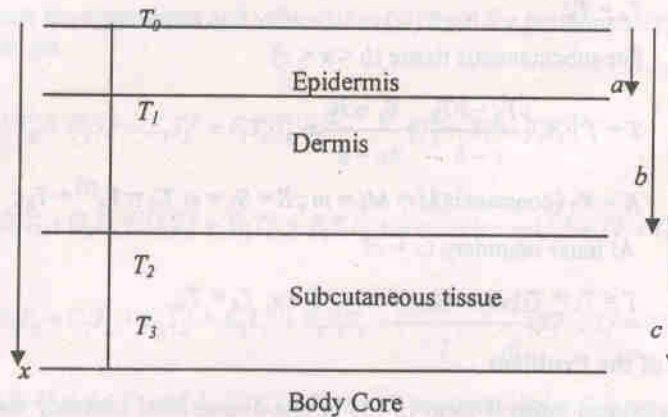 T₀
Epidermis
a
T₁
Dermis
b
T₂
Subcutaneous tissue
T₃
c
x
Body Core